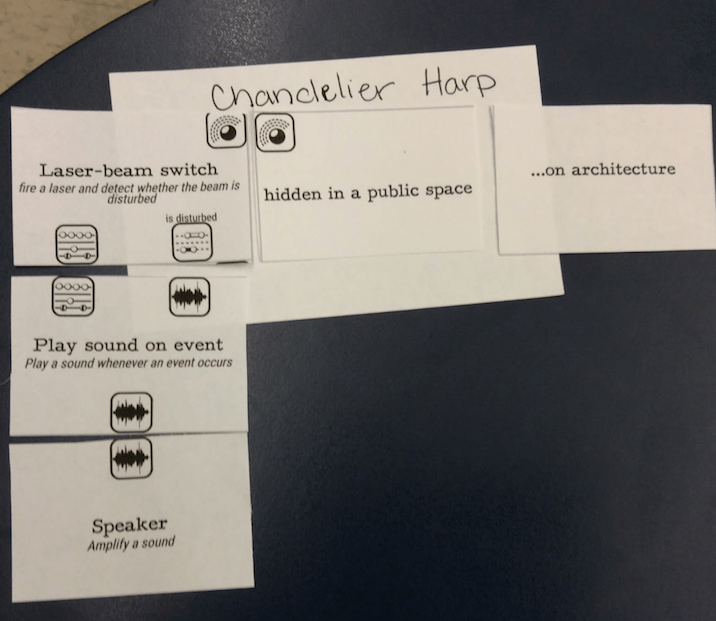 Chandelier Harp
Laser-beam switch
fire a laser and detect whether the beam is
disturbed
is disturbed
hidden in a public space
...on architecture
Play sound on event
Play a sound whenever an event occurs
Speaker
Amplify a sound